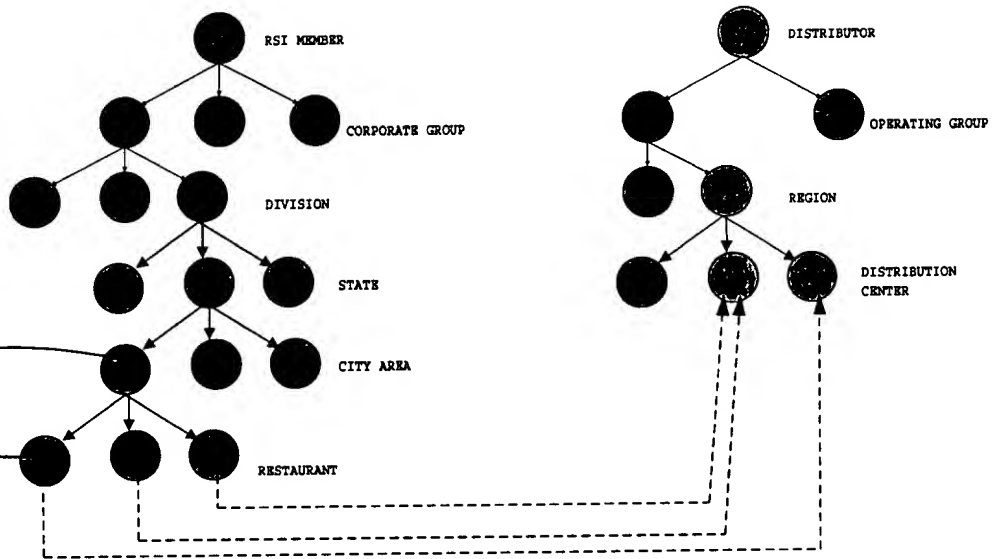 RSI MEMBER
DISTRIBUTOR
CORPORATE GROUP
OPERATING GROUP
DIVISION
REGION
STATE
DISTRIBUTION
CENTER
CITY AREA
RESTAURANT